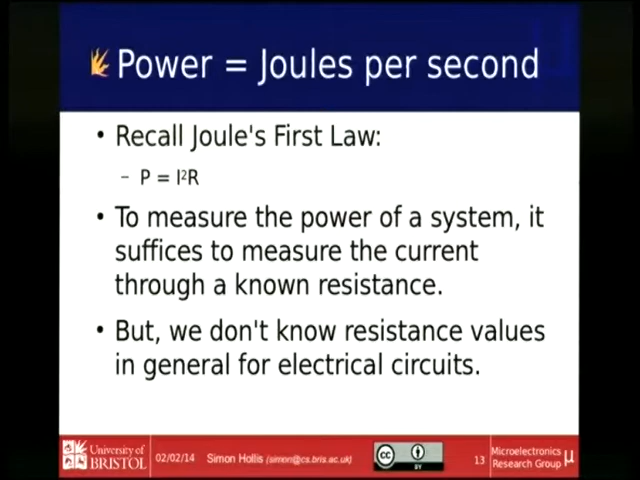 Power = Joules per second
• Recall Joule's First Law:
– P = I²R
• To measure the power of a system, it
suffices to measure the current
through a known resistance.
• But, we don't know resistance values
in general for electrical circuits.
University of
BRISTOL
02/02/14
Simon Hollis (simon@cs.bris.ac.uk)
cc
BY
13
Microelectronics
Research Group
μ